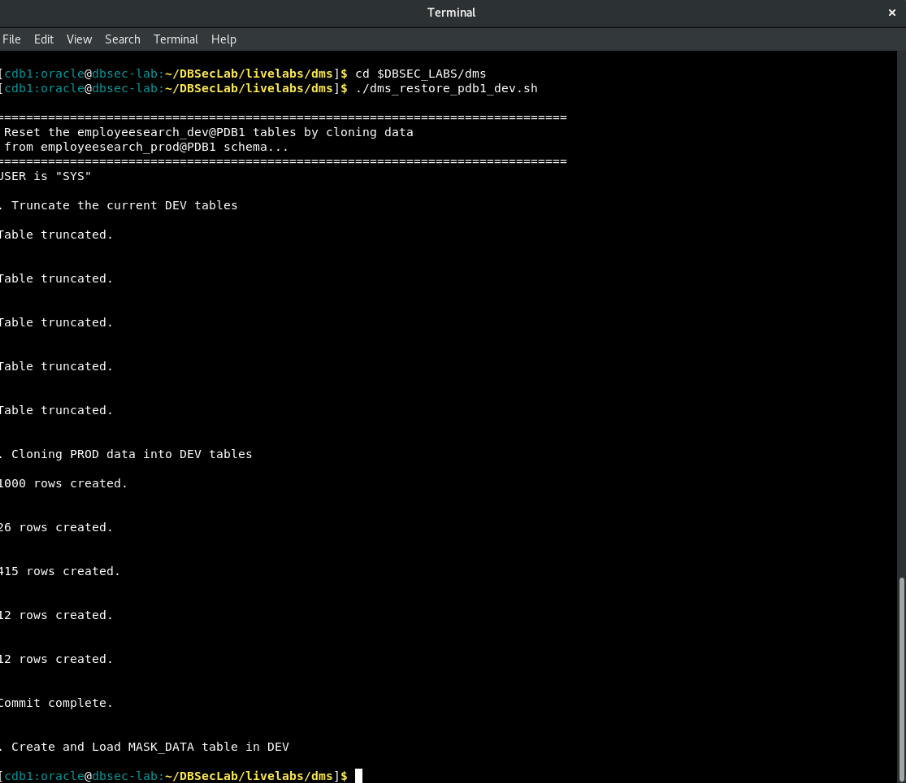 Terminal
×
File Edit View Search Terminal Help
[cdb1:oracle@dbsec-lab:~/DBSecLab/livelabs/dms]$ cd $DBSEC_LABS/dms
[cdb1:oracle@dbsec-lab:~/DBSecLab/livelabs/dms]$ ./dms_restore_pdb1_dev.sh
==============================================================================
Reset the employeesearch_dev@PDB1 tables by cloning data
from employeesearch_prod@PDB1 schema...
==============================================================================
USER is "SYS"
. Truncate the current DEV tables
Table truncated.
Table truncated.
Table truncated.
Table truncated.
Table truncated.
. Cloning PROD data into DEV tables
1000 rows created.
26 rows created.
415 rows created.
12 rows created.
12 rows created.
Commit complete.
. Create and Load MASK_DATA table in DEV
[cdb1:oracle@dbsec-lab:~/DBSecLab/livelabs/dms]$